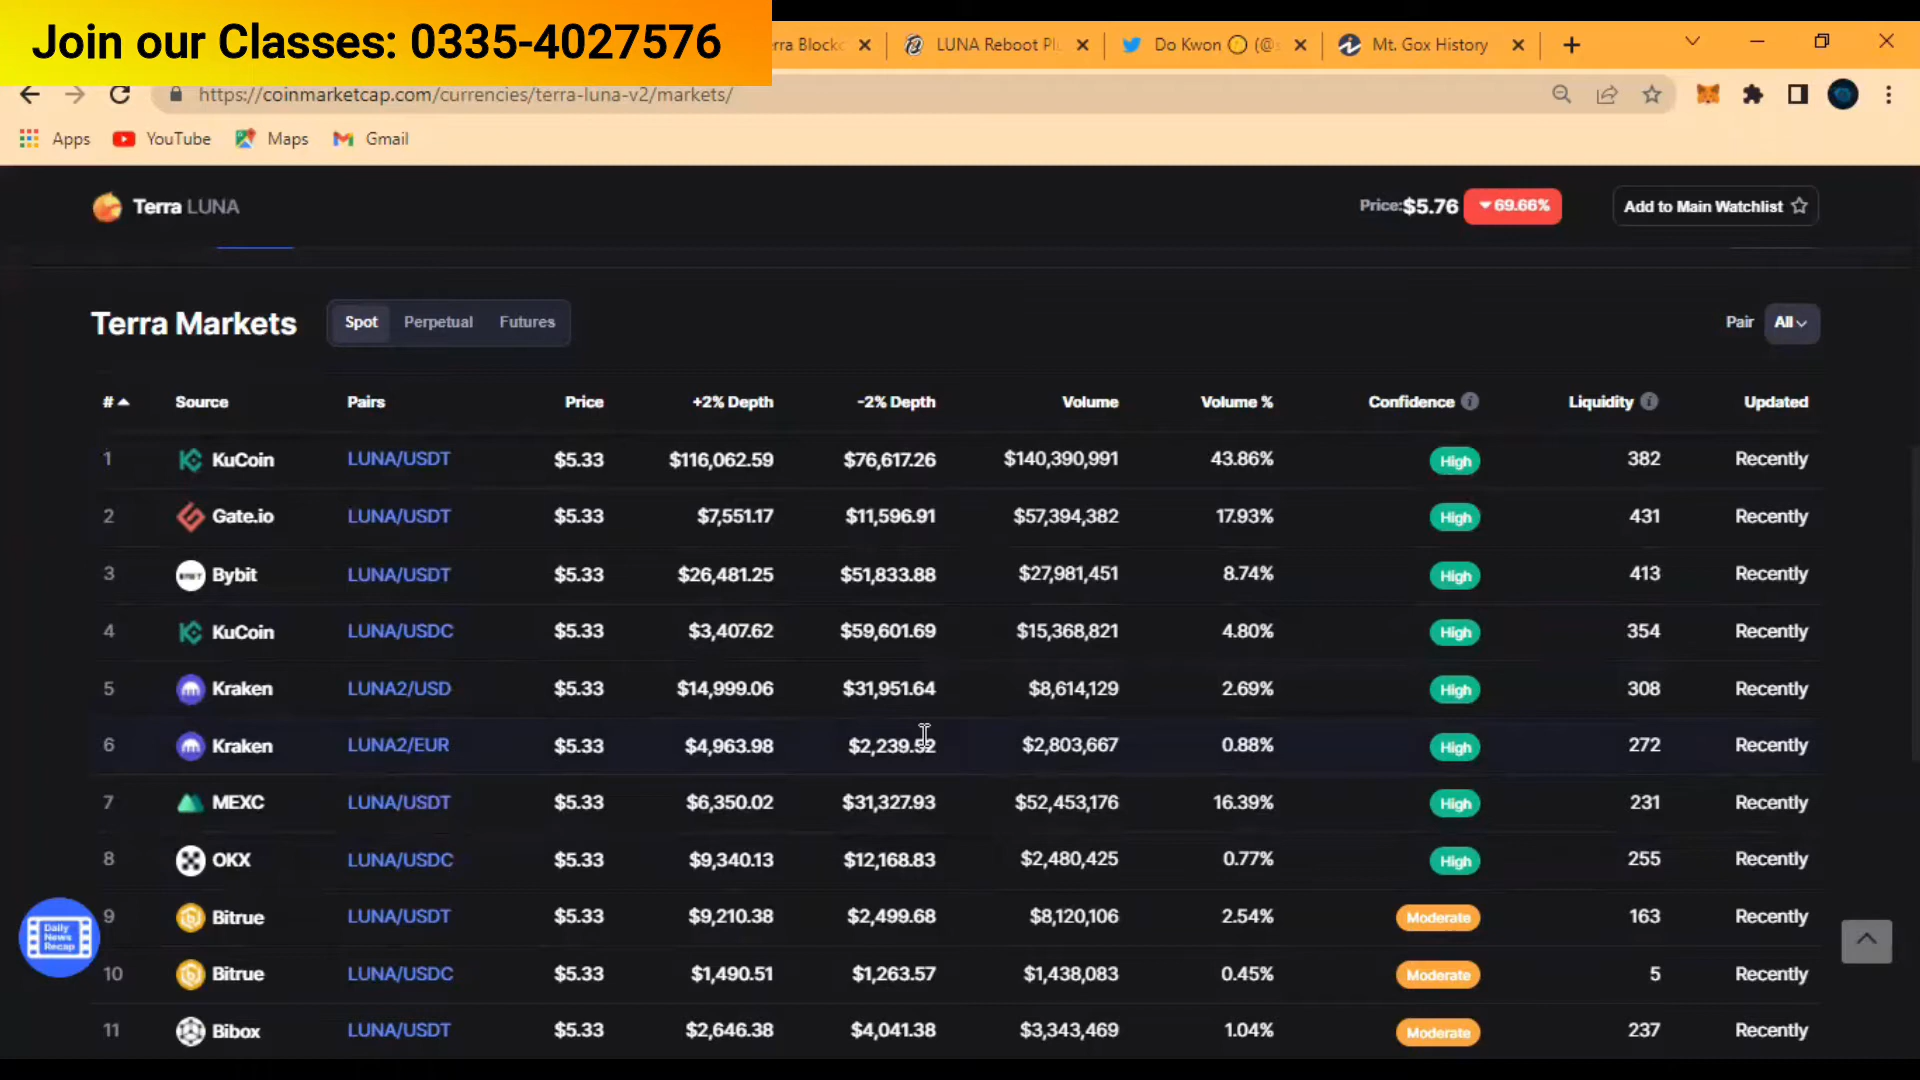 Join our Classes: 0335-4027576
rra Blockc
LUNA Reboot Pl
Do Kwon
Mt. Gox History
https://coinmarketcap.com/currencies/terra-luna-v2/markets/
Apps YouTube Maps Gmail
Terra LUNA Price:$5.76 69.66% Add to Main Watchlist
Terra Markets Spot Perpetual Futures Pair All
# Source Pairs Price +2% Depth -2% Depth Volume Volume % Confidence Liquidity Updated
1 KuCoin LUNA/USDT $5.33 $116,062.59 $76,617.26 $140,390,991 43.86% High 382 Recently
2 Gate.io LUNA/USDT $5.33 $7,551.17 $11,596.91 $57,394,382 17.93% High 431 Recently
3 Bybit LUNA/USDT $5.33 $26,481.25 $51,833.88 $27,981,451 8.74% High 413 Recently
4 KuCoin LUNA/USDC $5.33 $3,407.62 $59,601.69 $15,368,821 4.80% High 354 Recently
5 Kraken LUNA2/USD $5.33 $14,999.06 $31,951.64 $8,614,129 2.69% High 308 Recently
6 Kraken LUNA2/EUR $5.33 $4,963.98 $2,239.52 $2,803,667 0.88% High 272 Recently
7 MEXC LUNA/USDT $5.33 $6,350.02 $31,327.93 $52,453,176 16.39% High 231 Recently
8 OKX LUNA/USDC $5.33 $9,340.13 $12,168.83 $2,480,425 0.77% High 255 Recently
9 Bitrue LUNA/USDT $5.33 $9,210.38 $2,499.68 $8,120,106 2.54% Moderate 163 Recently
Daily
News
Recap
10 Bitrue LUNA/USDC $5.33 $1,490.51 $1,263.57 $1,438,083 0.45% Moderate 5 Recently
11 Bibox LUNA/USDT $5.33 $2,646.38 $4,041.38 $3,343,469 1.04% Moderate 237 Recently